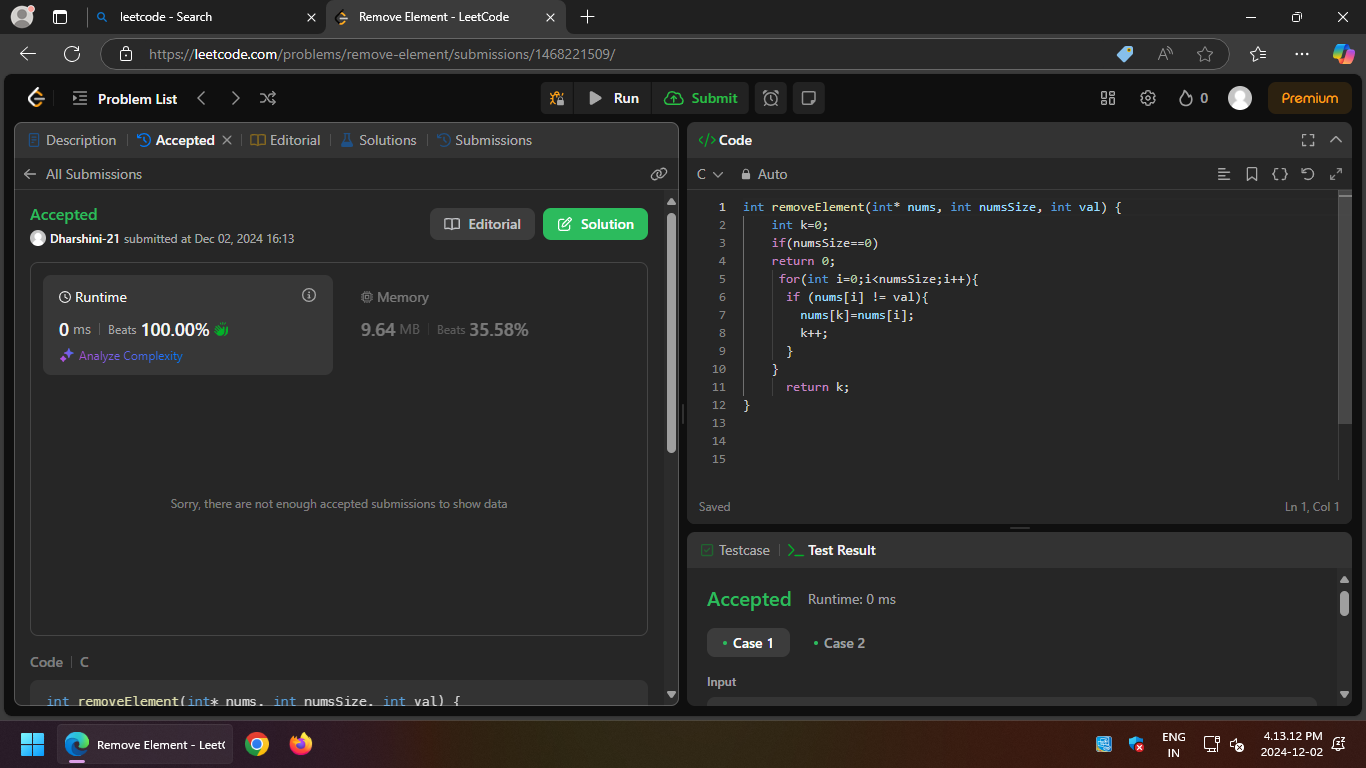 leetcode - Search
Remove Element - LeetCode
https://leetcode.com/problems/remove-element/submissions/1468221509/
Problem List
Run
Submit
0
Premium
Description
Accepted
Editorial
Solutions
Submissions
All Submissions
Accepted
Dharshini-21 submitted at Dec 02, 2024 16:13
Editorial
Solution
Runtime
0 ms
Beats 100.00%
Analyze Complexity
Memory
9.64 MB
Beats 35.58%
Sorry, there are not enough accepted submissions to show data
Code
C
int removeElement(int* nums, int numsSize, int val) {
Code
C
Auto
1 int removeElement(int* nums, int numsSize, int val) {
2 int k=0;
3 if(numsSize==0)
4 return 0;
5 for(int i=0;i<numsSize;i++){
6 if (nums[i] != val){
7 nums[k]=nums[i];
8 k++;
9 }
10 }
11 return k;
12 }
13
14
15
Saved
Ln 1, Col 1
Testcase
Test Result
Accepted
Runtime: 0 ms
Case 1
Case 2
Input
Remove Element - Leet
ENG
IN
4.13.12 PM
2024-12-02